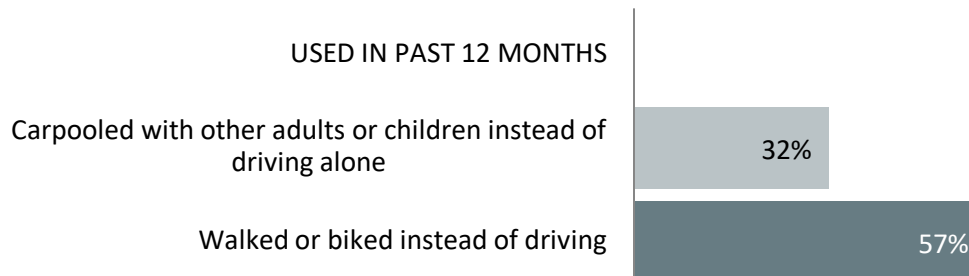 USED IN PAST 12 MONTHS
Carpooled with other adults or children instead of
driving alone
32%
Walked or biked instead of driving
57%